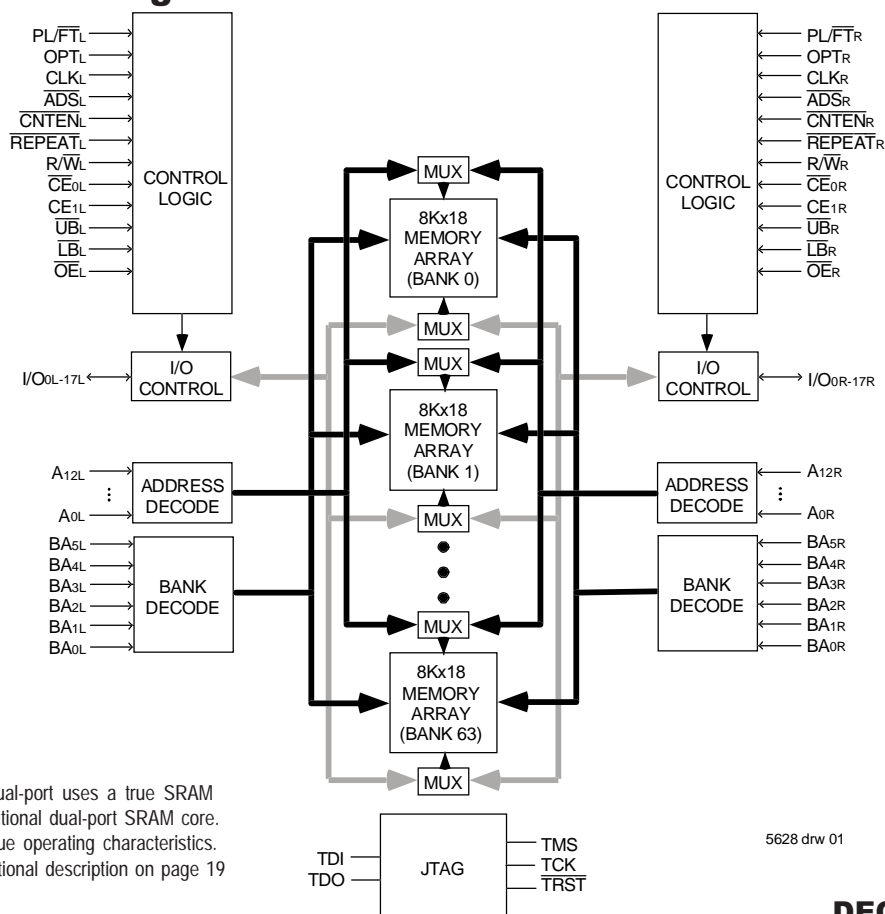 PL/FTL
OPTL
CLKL
ADSL
CNTENL
REPEATL
R/WL
CE0L
CE1L
UBL
LBL
OEL
CONTROL
LOGIC
PL/FTR
OPTR
CLKR
ADSR
CNTENR
REPEATR
R/WR
CE0R
CE1R
UBR
LBR
OER
CONTROL
LOGIC
MUX
8Kx18
MEMORY
ARRAY
(BANK 0)
MUX
I/O0L-17L
I/O
CONTROL
MUX
I/O
CONTROL
I/O0R-17R
8Kx18
MEMORY
ARRAY
(BANK 1)
MUX
A12L
A0L
ADDRESS
DECODE
ADDRESS
DECODE
A12R
A0R
BA5L
BA4L
BA3L
BA2L
BA1L
BA0L
BANK
DECODE
BANK
DECODE
BA5R
BA4R
BA3R
BA2R
BA1R
BA0R
MUX
8Kx18
MEMORY
ARRAY
(BANK 63)
MUX
ual-port uses a true SRAM
tional dual-port SRAM core.
ue operating characteristics.
tional description on page 19
TDI
TDO
JTAG
TMS
TCK
TRST
5628 drw 01